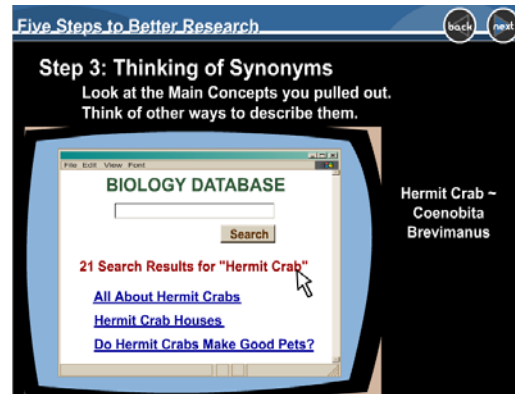 Five Steps to Better Research
back
next
Step 3: Thinking of Synonyms
Look at the Main Concepts you pulled out.
Think of other ways to describe them.
File Edit View Font
BIOLOGY DATABASE
Search
21 Search Results for "Hermit Crab"
All About Hermit Crabs
Hermit Crab Houses
Do Hermit Crabs Make Good Pets?
Hermit Crab ~
Coenobita
Brevimanus